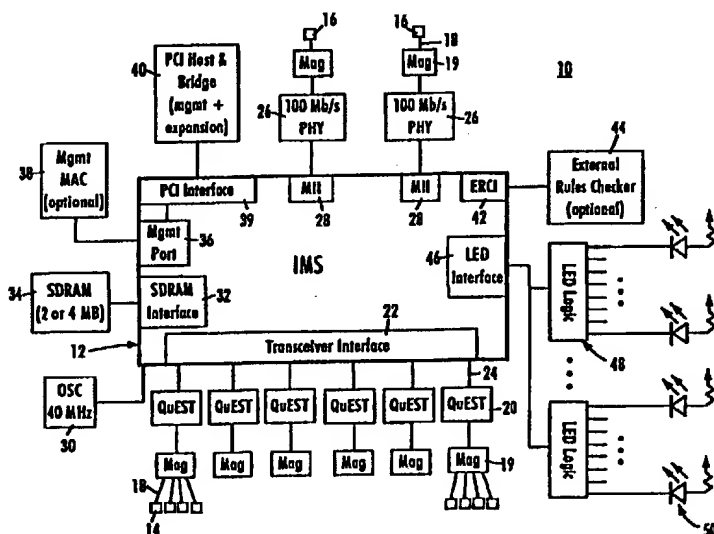 16
16
18
40
PCI Host &
Bridge
(mgmt +
expansion)
Mag
Mag
19
10
26
100 Mb/s
PHY
100 Mb/s
PHY
26
44
38
Mgmt
MAC
(optional)
PCI Interface
MII
MII
ERCI
External
Rules Checker
(optional)
39
28
28
42
Mgmt
Port
36
IMS
46
LED
Interface
34
SDRAM
(2 or 4 MB)
SDRAM
Interface
32
LED Logic
22
12
Transceiver Interface
48
24
OSC
40 MHz
30
QuEST
QuEST
QuEST
QuEST
QuEST
QuEST
20
LED Logic
Mag
Mag
Mag
Mag
Mag
Mag
19
18
14
50